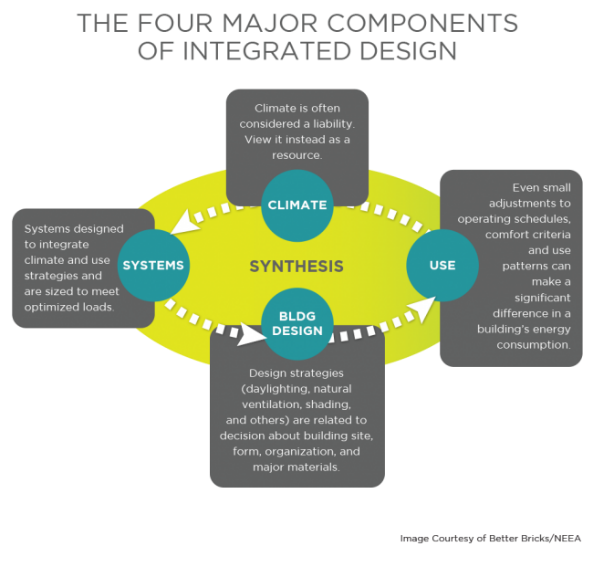 THE FOUR MAJOR COMPONENTS
OF INTEGRATED DESIGN
Climate is often
considered a liability.
View it instead as a
resource.
CLIMATE
Systems designed
to integrate
climate and use
strategies and
are sized to meet
optimized loads.
SYSTEMS
SYNTHESIS
USE
Even small
adjustments to
operating schedules,
comfort criteria
and use
patterns can
make a
significant
difference in a
building's energy
consumption.
BLDG
DESIGN
Design strategies
(daylighting, natural
ventilation, shading,
and others) are related to
decision about building site,
form, organization, and
major materials.
Image Courtesy of Better Bricks/NEEA